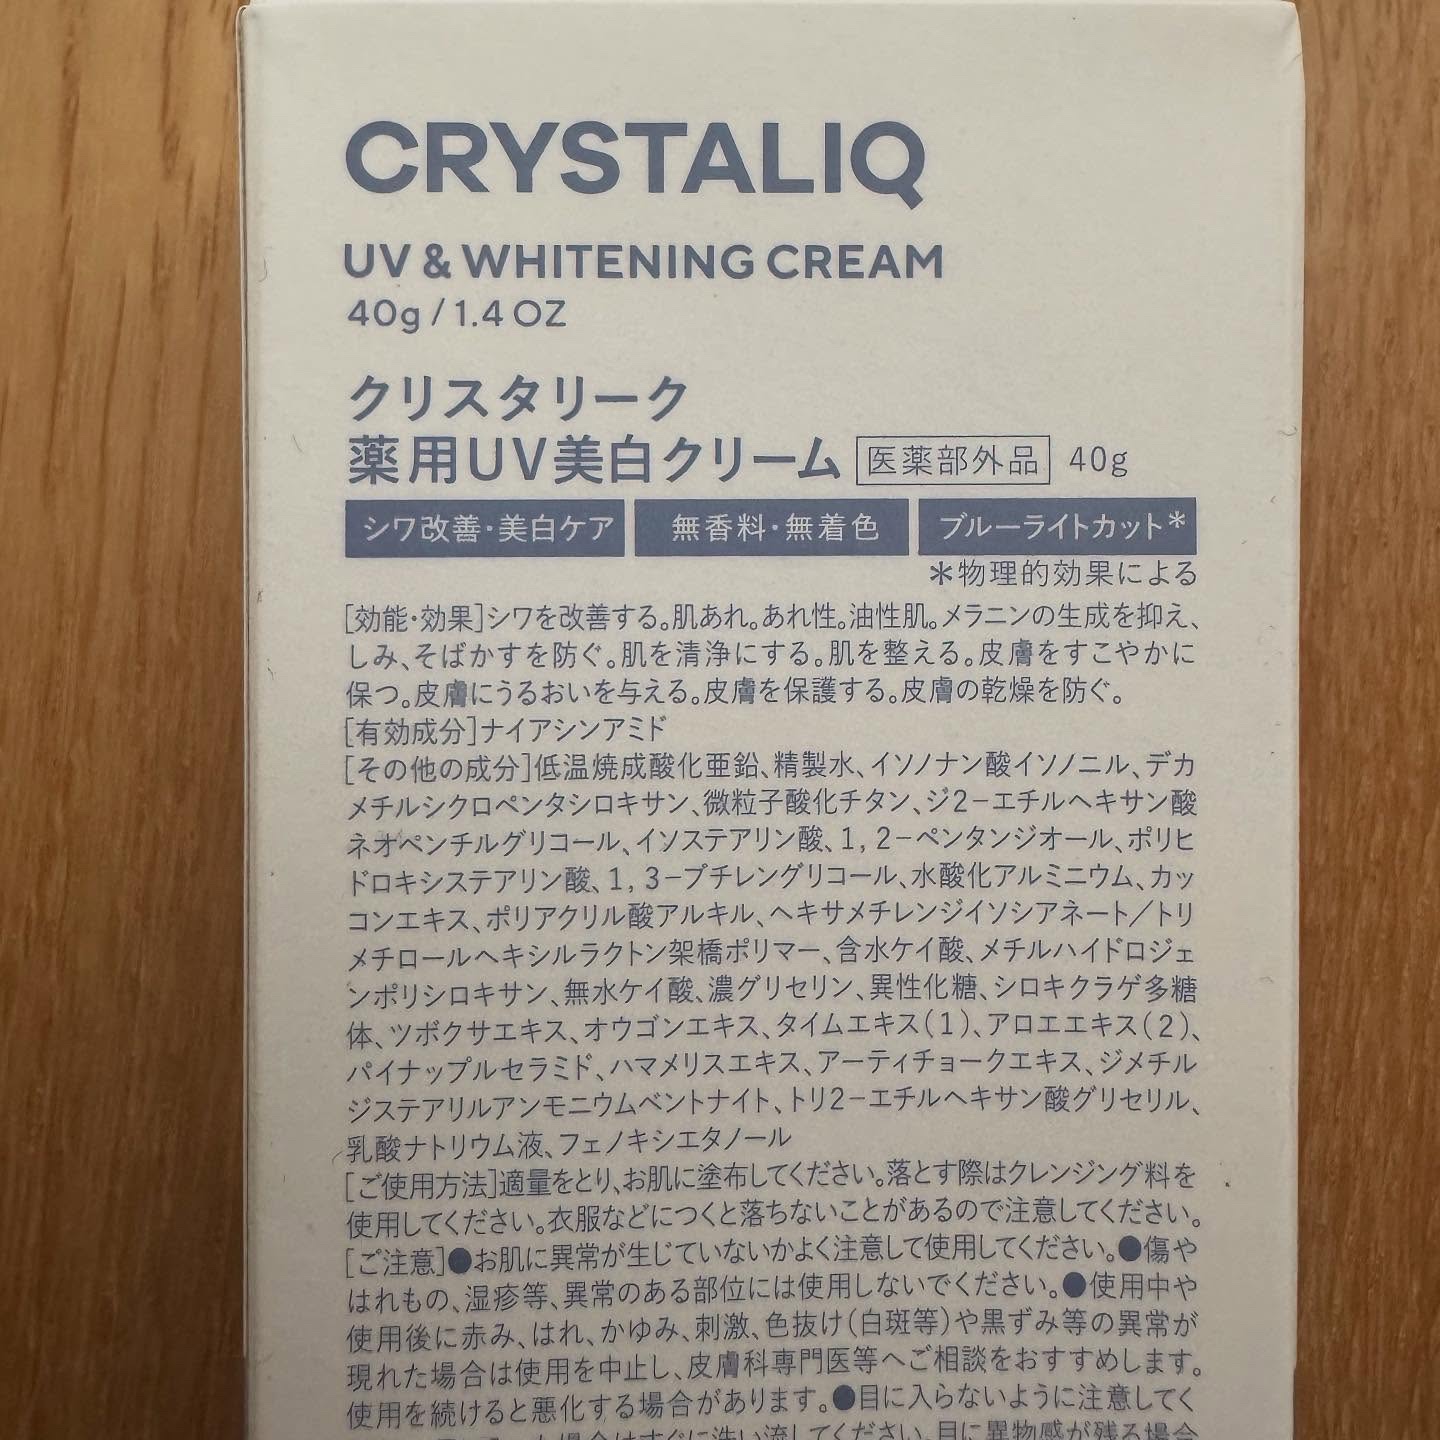 CRYSTALIQ
UV & WHITENING CREAM
40g / 1.4 OZ
クリスタリーク
薬用UV美白クリーム 医薬部外品 40g
シワ改善・美白ケア 無香料・無着色 ブルーライトカット*
*物理的効果による
[効能・効果]シワを改善する。肌あれ。あれ性。油性肌。メラニンの生成を抑え、
しみ、そばかすを防ぐ。肌を清浄にする。肌を整える。皮膚をすこやかに
保つ。皮膚にうるおいを与える。皮膚を保護する。皮膚の乾燥を防ぐ。
[有効成分]ナイアシンアミド
[その他の成分]低温焼成酸化亜鉛、精製水、イソノナン酸イソノニル、デカ
メチルシクロペンタシロキサン、微粒子酸化チタン、ジ2-エチルヘキサン酸
ネオペンチルグリコール、イソステアリン酸、1, 2-ペンタンジオール、ポリヒ
ドロキシステアリン酸、1, 3-ブチレングリコール、水酸化アルミニウム、カッ
コンエキス、ポリアクリル酸アルキル、ヘキサメチレンジイソシアネート/トリ
メチロールヘキシルラクトン架橋ポリマー、含水ケイ酸、メチルハイドロジェ
ンポリシロキサン、無水ケイ酸、濃グリセリン、異性化糖、シロキクラゲ多糖
体、ツボクサエキス、オウゴンエキス、タイムエキス(1)、アロエエキス(2)、
パイナップルセラミド、ハマメリスエキス、アーティチョークエキス、ジメチル
ジステアリルアンモニウムベントナイト、トリ2-エチルヘキサン酸グリセリル、
乳酸ナトリウム液、フェノキシエタノール
[ご使用方法]適量をとり、お肌に塗布してください。落とす際はクレンジング料を
使用してください。衣服などにつくと落ちないことがあるので注意してください。
[ご注意]●お肌に異常が生じていないかよく注意して使用してください。●傷や
はれもの、湿疹等、異常のある部位には使用しないでください。●使用中や
使用後に赤み、はれ、かゆみ、刺激、色抜け(白斑等)や黒ずみ等の異常が
現れた場合は使用を中止し、皮膚科専門医等へご相談をおすすめします。
使用を続けると悪化する場合があります。●目に入らないように注意してく
場合はすぐに洗い流してください。目に異物感が残る場合